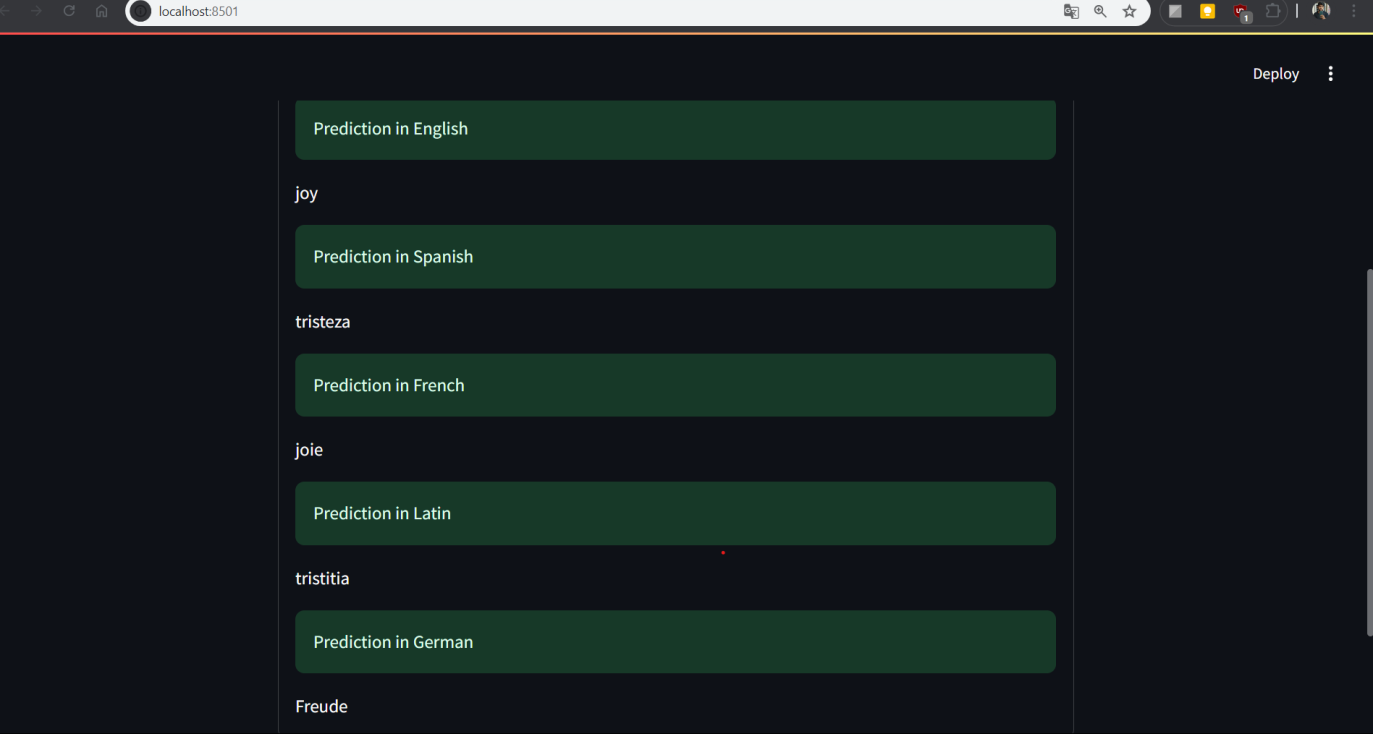 localhost:8501
1
Deploy
Prediction in English
joy
Prediction in Spanish
tristeza
Prediction in French
joie
Prediction in Latin
tristitia
Prediction in German
Freude